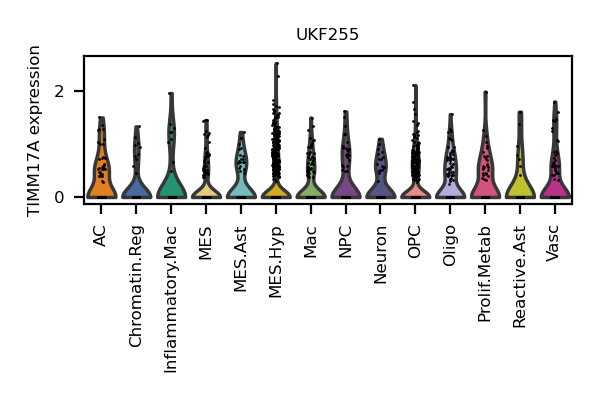 UKF255
TIMM17A expression
2
0
AC
Chromatin.Reg
Inflammatory.Mac
MES
MES.Ast
MES.Hyp
Mac
NPC
Neuron
OPC
Oligo
Prolif.Metab
Reactive.Ast
Vasc